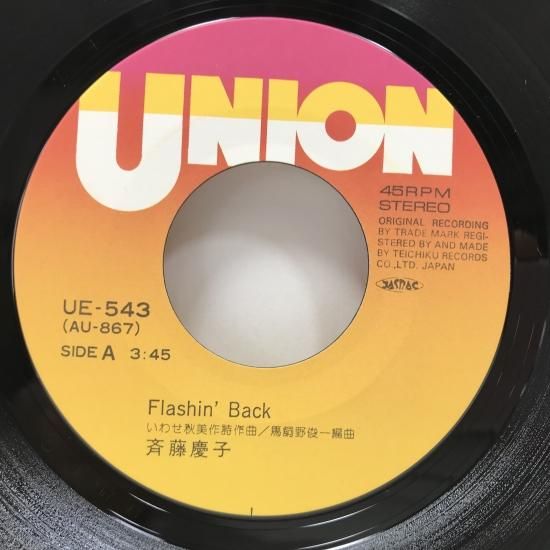 UNION
45RPM
STEREO
ORIGINAL RECORDING
BY TRADE MARK REGI-
STERED BY AND MADE
BY TEICHIKU RECORDS
CO.,LTD. JAPAN
JASRAC
UE-543
(AU-867)
SIDE A 3:45
Flashin' Back
いわせ秋美作詩作曲/馬飼野俊一編曲
斉藤慶子